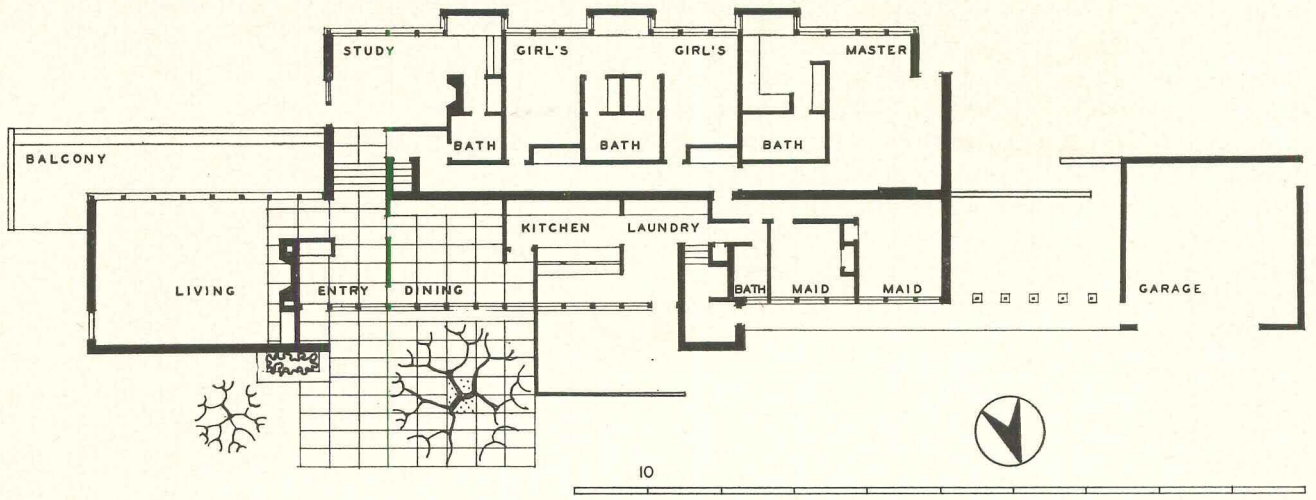 STUDY
GIRL'S
GIRL'S
MASTER
BATH
BATH
BATH
BALCONY
KITCHEN
LAUNDRY
LIVING
ENTRY
DINING
BATH
MAID
MAID
GARAGE
10